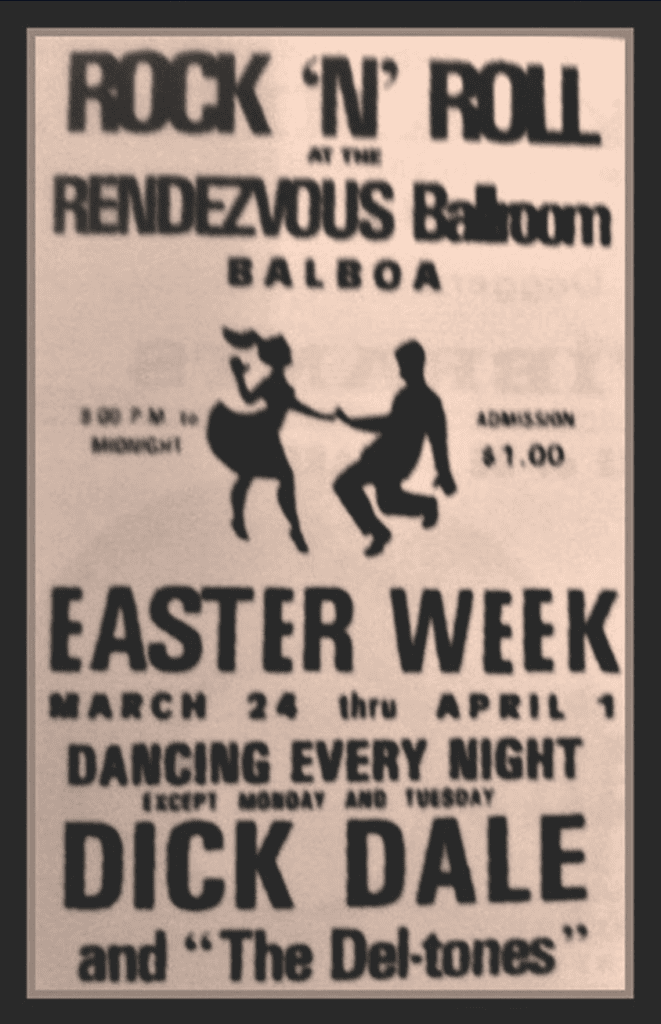 ROCK 'N' ROLL
AT THE
RENDEZVOUS Ballroom
BALBOA
8:00 P.M. to
MIDNIGHT
ADMISSION
$1.00
EASTER WEEK
MARCH 24 thru APRIL 1
DANCING EVERY NIGHT
EXCEPT MONDAY AND TUESDAY
DICK DALE
and "The Del-tones"